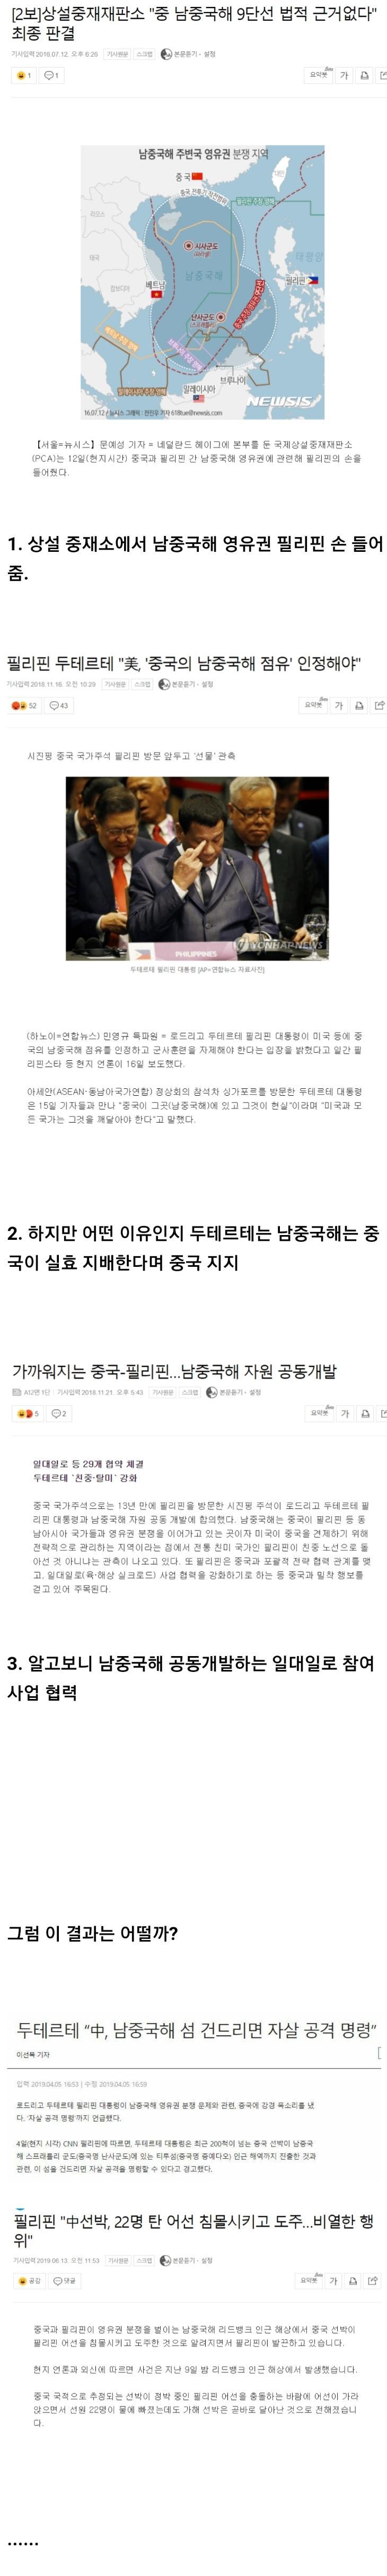 [2보]상설중재재판소 "중 남중국해 9단선 법적 근거없다"
최종 판결
기사입력 2016.07.12. 오후 6:26 기사원문 스크랩 본문듣기 · 설정
1 1 요약봇 가
남중국해 주변국 영유권 분쟁 지역
중국
라오스
태국
캄보디아
베트남
시사군도
남중국해
필리핀
태평양
난사군도
브루나이
말레이시아
NEWSIS
【서울=뉴시스】문예성 기자 = 네덜란드 헤이그에 본부를 둔 국제상설중재재판소
(PCA)는 12일(현지시간) 중국과 필리핀 간 남중국해 영유권에 관련해 필리핀의 손을
들어줬다.
1. 상설 중재소에서 남중국해 영유권 필리핀 손 들어
줌.
필리핀 두테르테 "美, '중국의 남중국해 점유' 인정해야"
기사입력 2018.11.16. 오전 10:29 기사원문 스크랩 본문듣기 · 설정
52 43 요약봇 가
시진핑 중국 국가주석 필리핀 방문 앞두고 '선물' 관측
PHILIPPINES
YONHAPNEWS
두테르테 필리핀 대통령 [AP=연합뉴스 자료사진]
(하노이=연합뉴스) 민영규 특파원 = 로드리고 두테르테 필리핀 대통령이 미국 등에 중
국의 남중국해 점유를 인정하고 군사훈련을 자제해야 한다는 입장을 밝혔다고 일간 필
리핀스타 등 현지 언론이 16일 보도했다.
아세안(ASEAN·동남아국가연합) 정상회의 참석차 싱가포르를 방문한 두테르테 대통령
은 15일 기자들과 만나 "중국이 그곳(남중국해)에 있고 그것이 현실"이라며 "미국과 모
든 국가는 그것을 깨달아야 한다"고 말했다.
2. 하지만 어떤 이유인지 두테르테는 남중국해는 중
국이 실효 지배한다며 중국 지지
가까워지는 중국-필리핀…남중국해 자원 공동개발
A12면 1단 기사입력 2018.11.21. 오후 5:43 기사원문 스크랩 본문듣기 · 설정
5 2 요약봇 가
일대일로 등 29개 협약 체결
두테르테 '친중·탈미' 강화
중국 국가주석으로는 13년 만에 필리핀을 방문한 시진핑 주석이 로드리고 두테르테 필
리핀 대통령과 남중국해 자원 공동 개발에 합의했다. 남중국해는 중국이 필리핀 등 동
남아시아 국가들과 영유권 분쟁을 이어가고 있는 곳이자 미국이 중국을 견제하기 위해
전략적으로 관리하는 지역이라는 점에서 전통 친미 국가인 필리핀이 친중 노선으로 돌
아선 것 아니냐는 관측이 나오고 있다. 또 필리핀은 중국과 포괄적 전략 협력 관계를 맺
고, 일대일로(육·해상 실크로드) 사업 협력을 강화하기로 하는 등 중국과 밀착 행보를
걷고 있어 주목된다.
3. 알고보니 남중국해 공동개발하는 일대일로 참여
사업 협력
그럼 이 결과는 어떨까?
두테르테 “中, 남중국해 섬 건드리면 자살 공격 명령”
이선목 기자
입력 2019.04.05 16:53 | 수정 2019.04.05 16:59
로드리고 두테르테 필리핀 대통령이 남중국해 영유권 분쟁 문제와 관련, 중국에 강경 목소리를 냈
다. '자살 공격 명령'까지 언급했다.
4일(현지 시각) CNN 필리핀에 따르면, 두테르테 대통령은 최근 200척이 넘는 중국 선박이 남중국
해 스프래틀리 군도(중국명 난사군도)에 있는 티투섬(중국명 중예다오) 인근 해역까지 진출한 것과
관련, 이 섬을 건드리면 자살 공격을 명령할 수 있다고 경고했다.
필리핀 "中선박, 22명 탄 어선 침몰시키고 도주…비열한 행
위"
기사입력 2019.06.13. 오전 11:53 기사원문 스크랩 본문듣기 · 설정
공감 댓글 요약봇 가
중국과 필리핀이 영유권 분쟁을 벌이는 남중국해 리드뱅크 인근 해상에서 중국 선박이
필리핀 어선을 침몰시키고 도주한 것으로 알려지면서 필리핀이 발끈하고 있습니다.
현지 언론과 외신에 따르면 사건은 지난 9일 밤 리드뱅크 인근 해상에서 발생했습니다.
중국 국적으로 추정되는 선박이 정박 중인 필리핀 어선을 충돌하는 바람에 어선이 가라
앉으면서 선원 22명이 물에 빠졌는데도 가해 선박은 곧바로 달아난 것으로 전해졌습니
다.
......